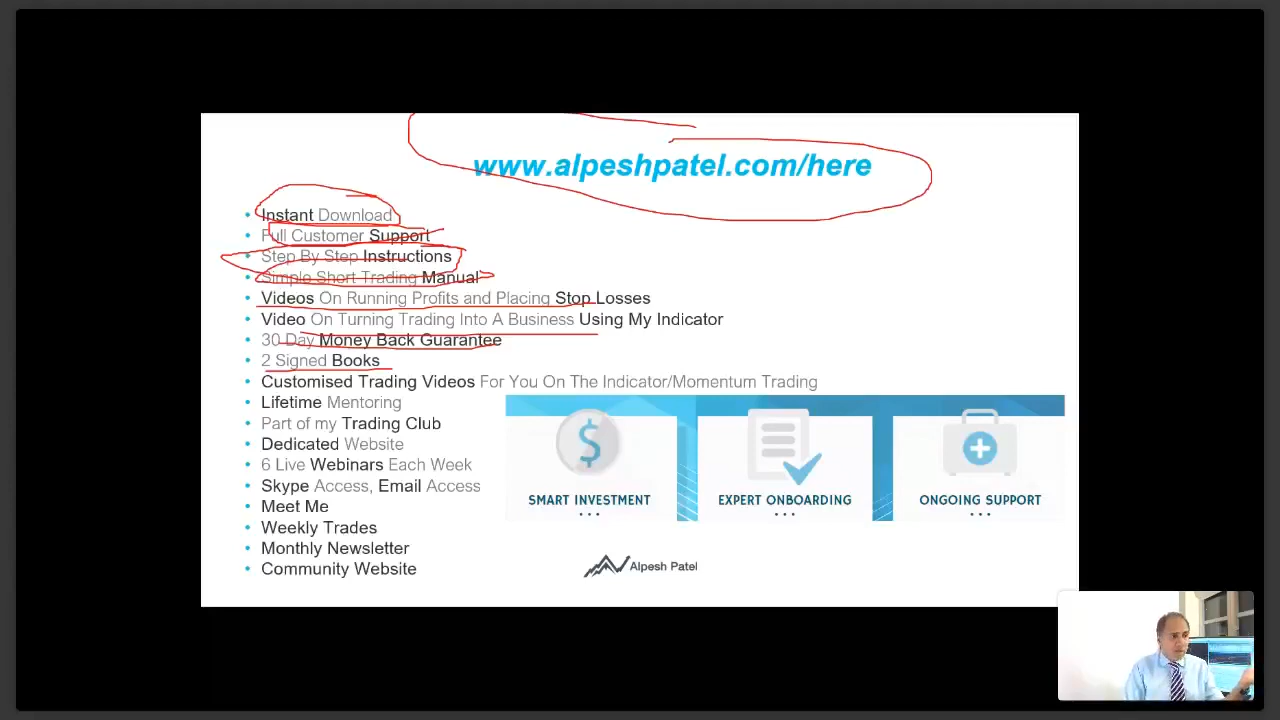 www.alpeshpatel.com/here
• Instant Download
• Full Customer Support
• Step By Step Instructions
• Simple Short Trading Manual
• Videos On Running Profits and Placing Stop Losses
• Video On Turning Trading Into A Business Using My Indicator
• 30 Day Money Back Guarantee
• 2 Signed Books
• Customised Trading Videos For You On The Indicator/Momentum Trading
• Lifetime Mentoring
• Part of my Trading Club
• Dedicated Website
• 6 Live Webinars Each Week
• Skype Access, Email Access
• Meet Me
• Weekly Trades
• Monthly Newsletter
• Community Website
SMART INVESTMENT
EXPERT ONBOARDING
ONGOING SUPPORT
Alpesh Patel